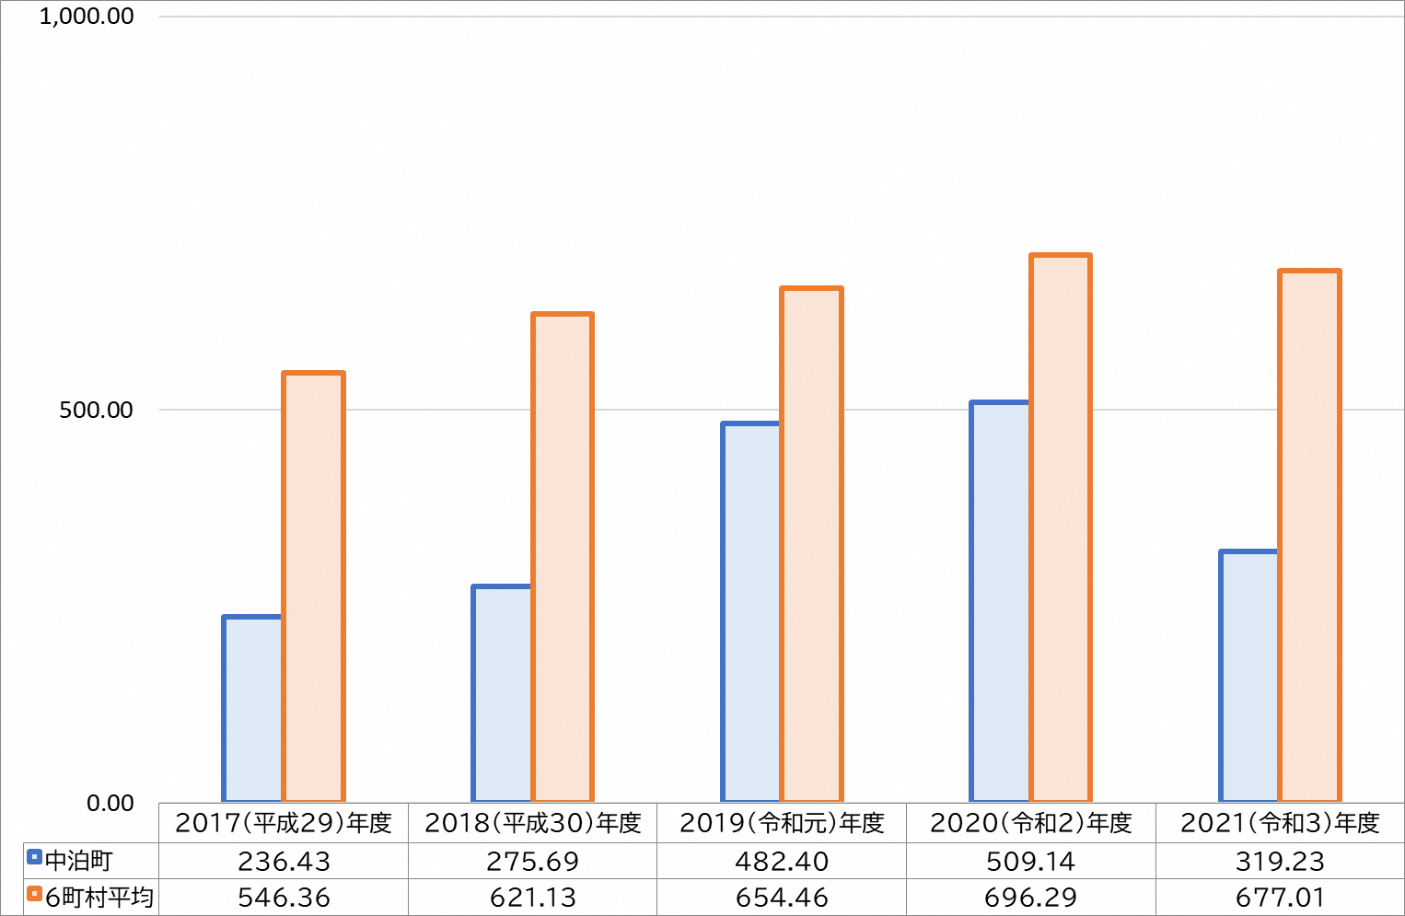 1,000.00
500.00
0.00
2017(平成29)年度 2018(平成30)年度 2019(令和元)年度 2020(令和2)年度 2021(令和3)年度
中泊町 236.43 275.69 482.40 509.14 319.23
6町村平均 546.36 621.13 654.46 696.29 677.01